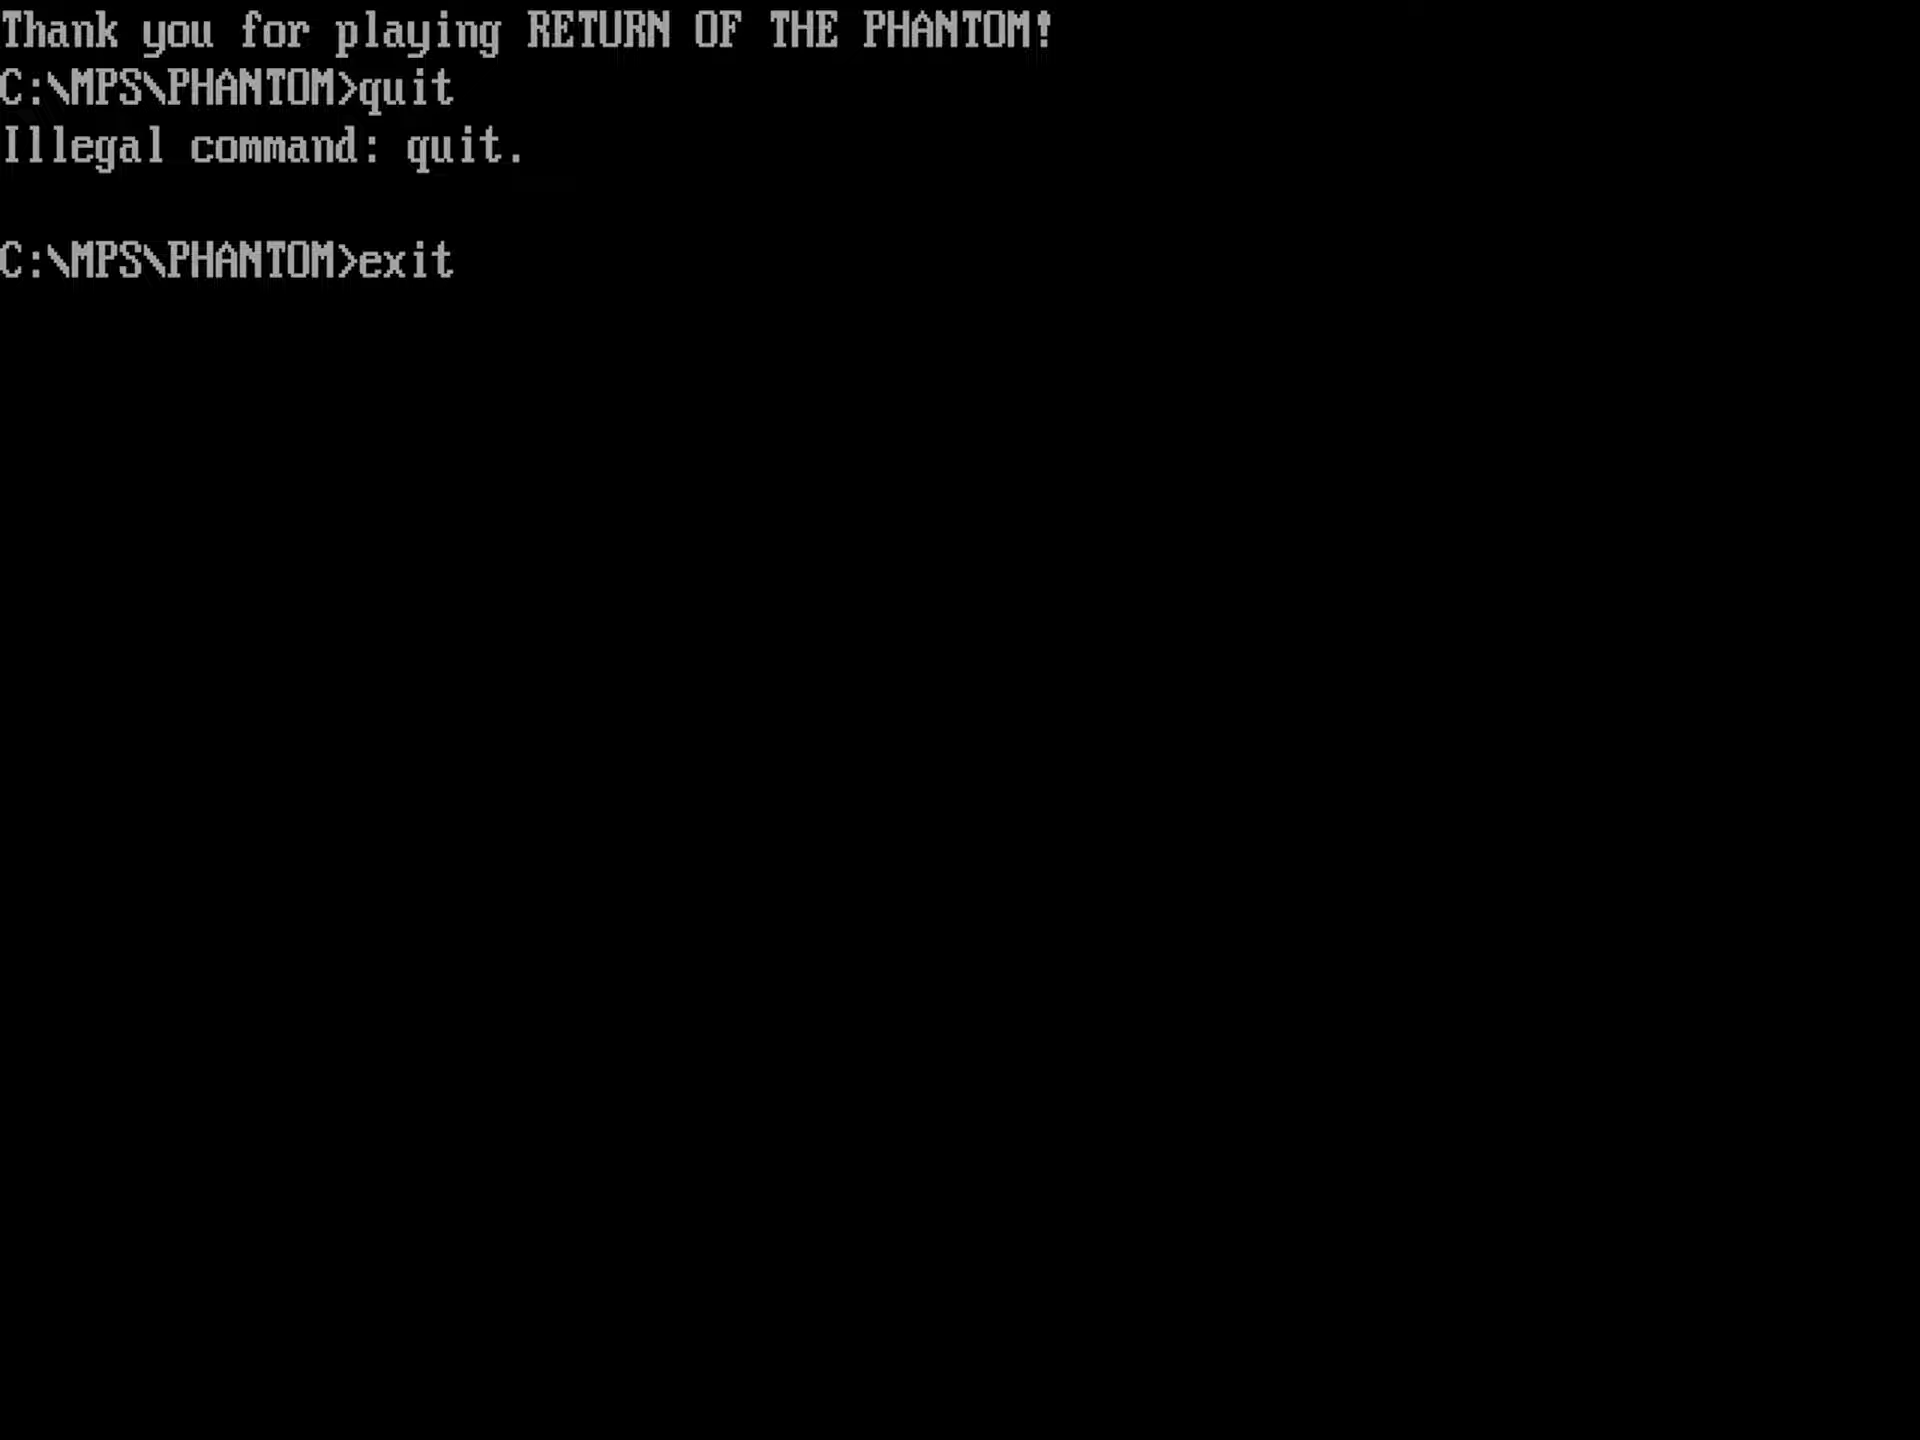 Thank you for playing RETURN OF THE PHANTOM!
C:\MPS\PHANTOM>quit
Illegal command: quit.
C:\MPS\PHANTOM>exit